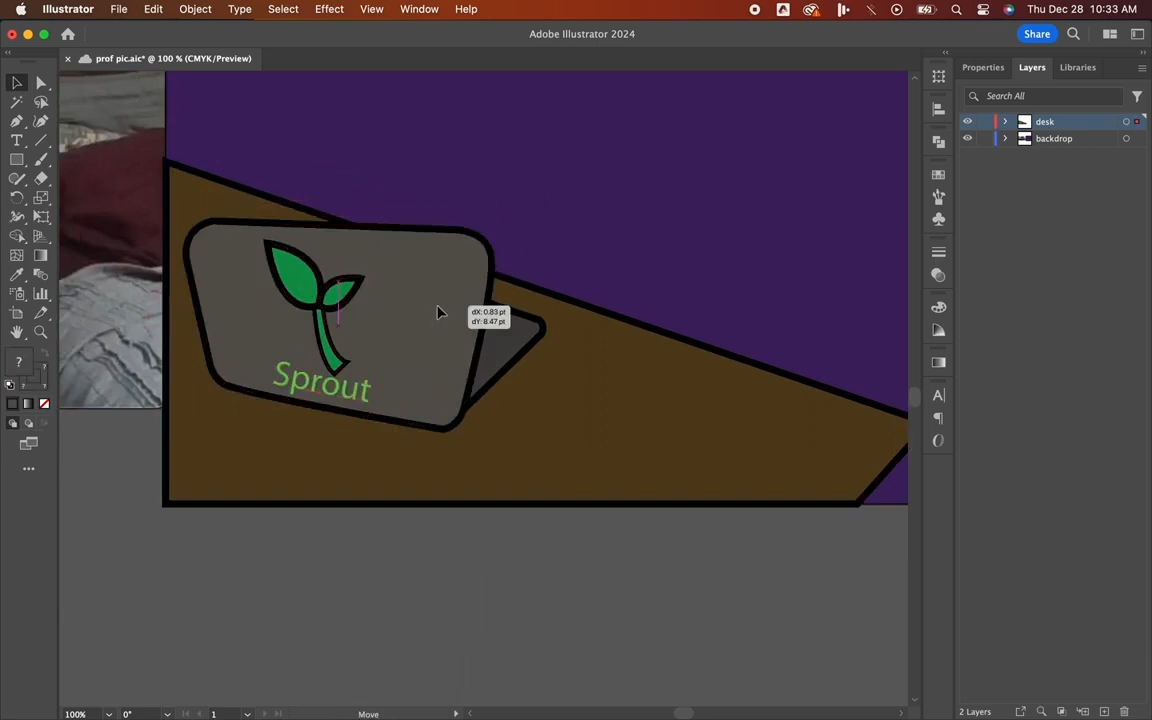 Illustrator File Edit Object Type Select Effect View Window Help
Thu Dec 28 10:33 AM
Adobe Illustrator 2024
Share
× prof pic.aic* @ 100 % (CMYK/Preview)
Properties Layers Libraries
Search All
desk
backdrop
dX: 0.83 pt
dY: 8.47 pt
Sprout
100% 0° 1 Move
2 Layers